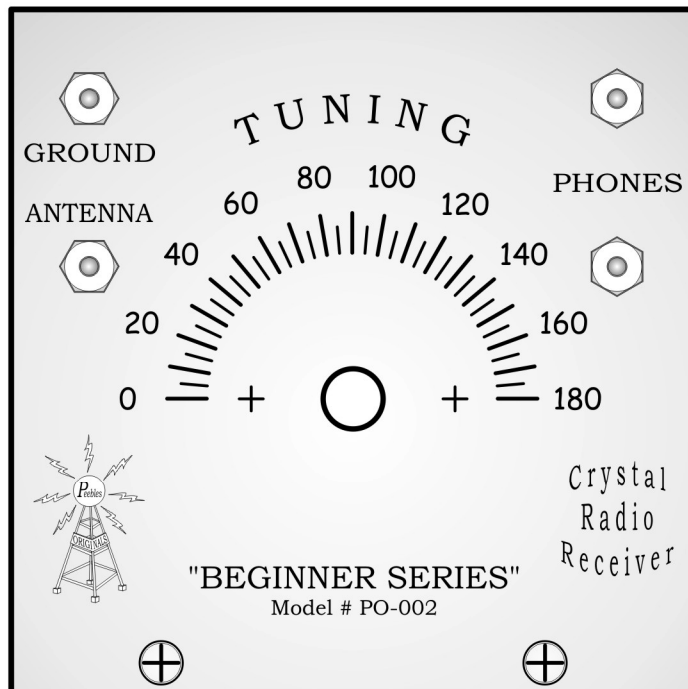 TUNING
GROUND
ANTENNA
PHONES
0
20
40
60
80
100
120
140
160
180
Peebles
ORIGINALS
Crystal
Radio
Receiver
"BEGINNER SERIES"
Model # PO-002